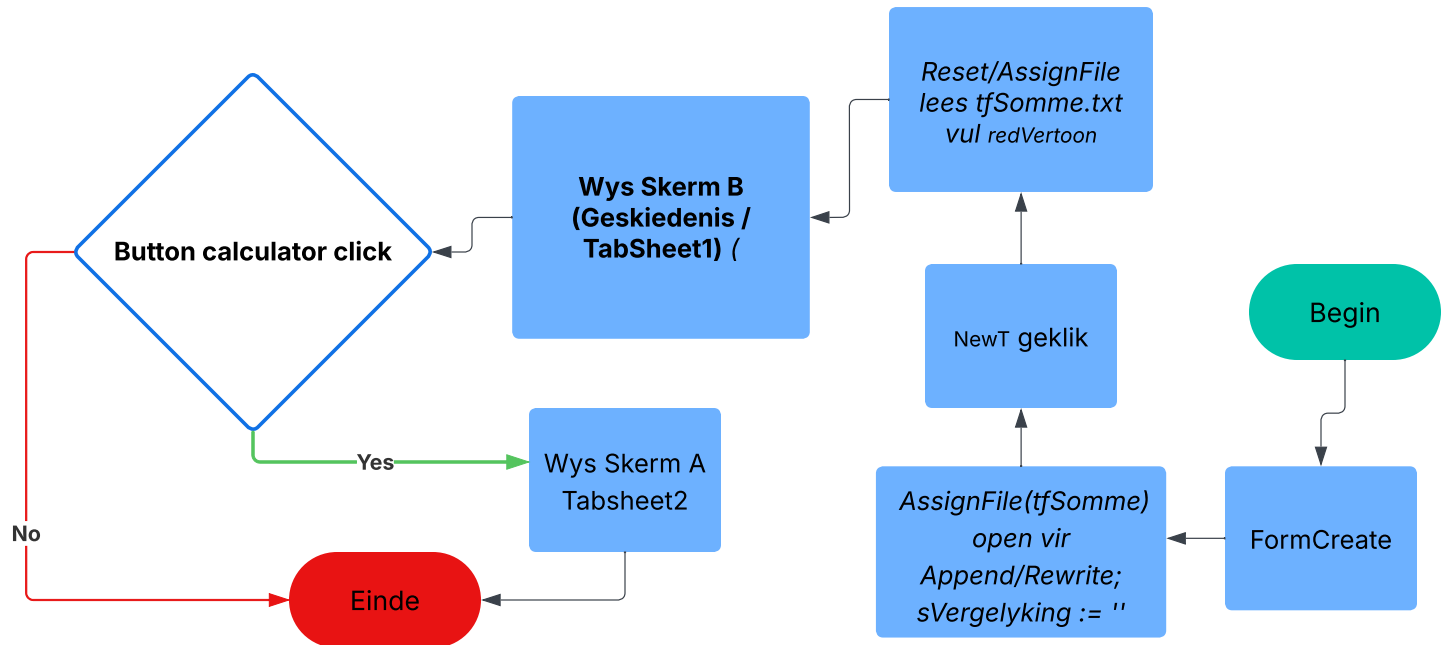 Begin
FormCreate
AssignFile(tfSomme)
open vir
Append/Rewrite;
sVergelyking := ''
NewT geklik
Reset/AssignFile
lees tfSomme.txt
vul redVertoon
Wys Skerm B
(Geskiedenis /
TabSheet1) (
Button calculator click
Yes
Wys Skerm A
Tabsheet2
No
Einde